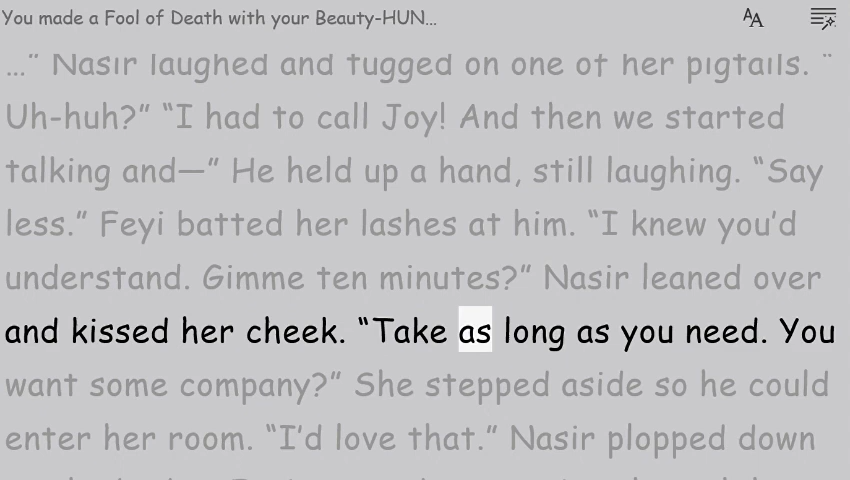 You made a Fool of Death with your Beauty-HUN...
AA
...” Nasir laughed and tugged on one of her pigtails. “
Uh-huh?” “I had to call Joy! And then we started
talking and—” He held up a hand, still laughing. “Say
less.” Feyi batted her lashes at him. “I knew you’d
understand. Gimme ten minutes?” Nasir leaned over
and kissed her cheek. “Take as long as you need. You
want some company?” She stepped aside so he could
enter her room. “I’d love that.” Nasir plopped down